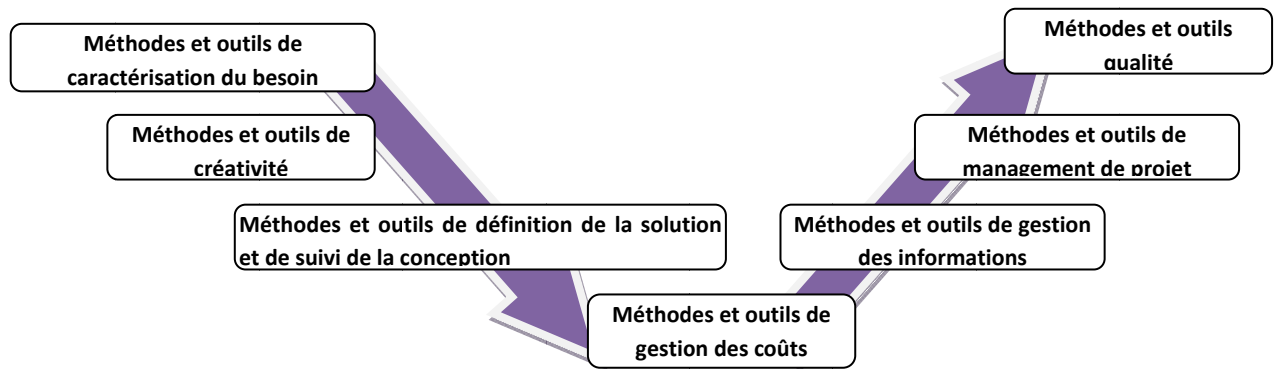 Méthodes et outils de
caractérisation du besoin
Méthodes et outils de
créativité
Méthodes et outils de définition de la solution
et de suivi de la conception
Méthodes et outils de
gestion des coûts
Méthodes et outils de gestion
des informations
Méthodes et outils de
management de projet
Méthodes et outils
qualité